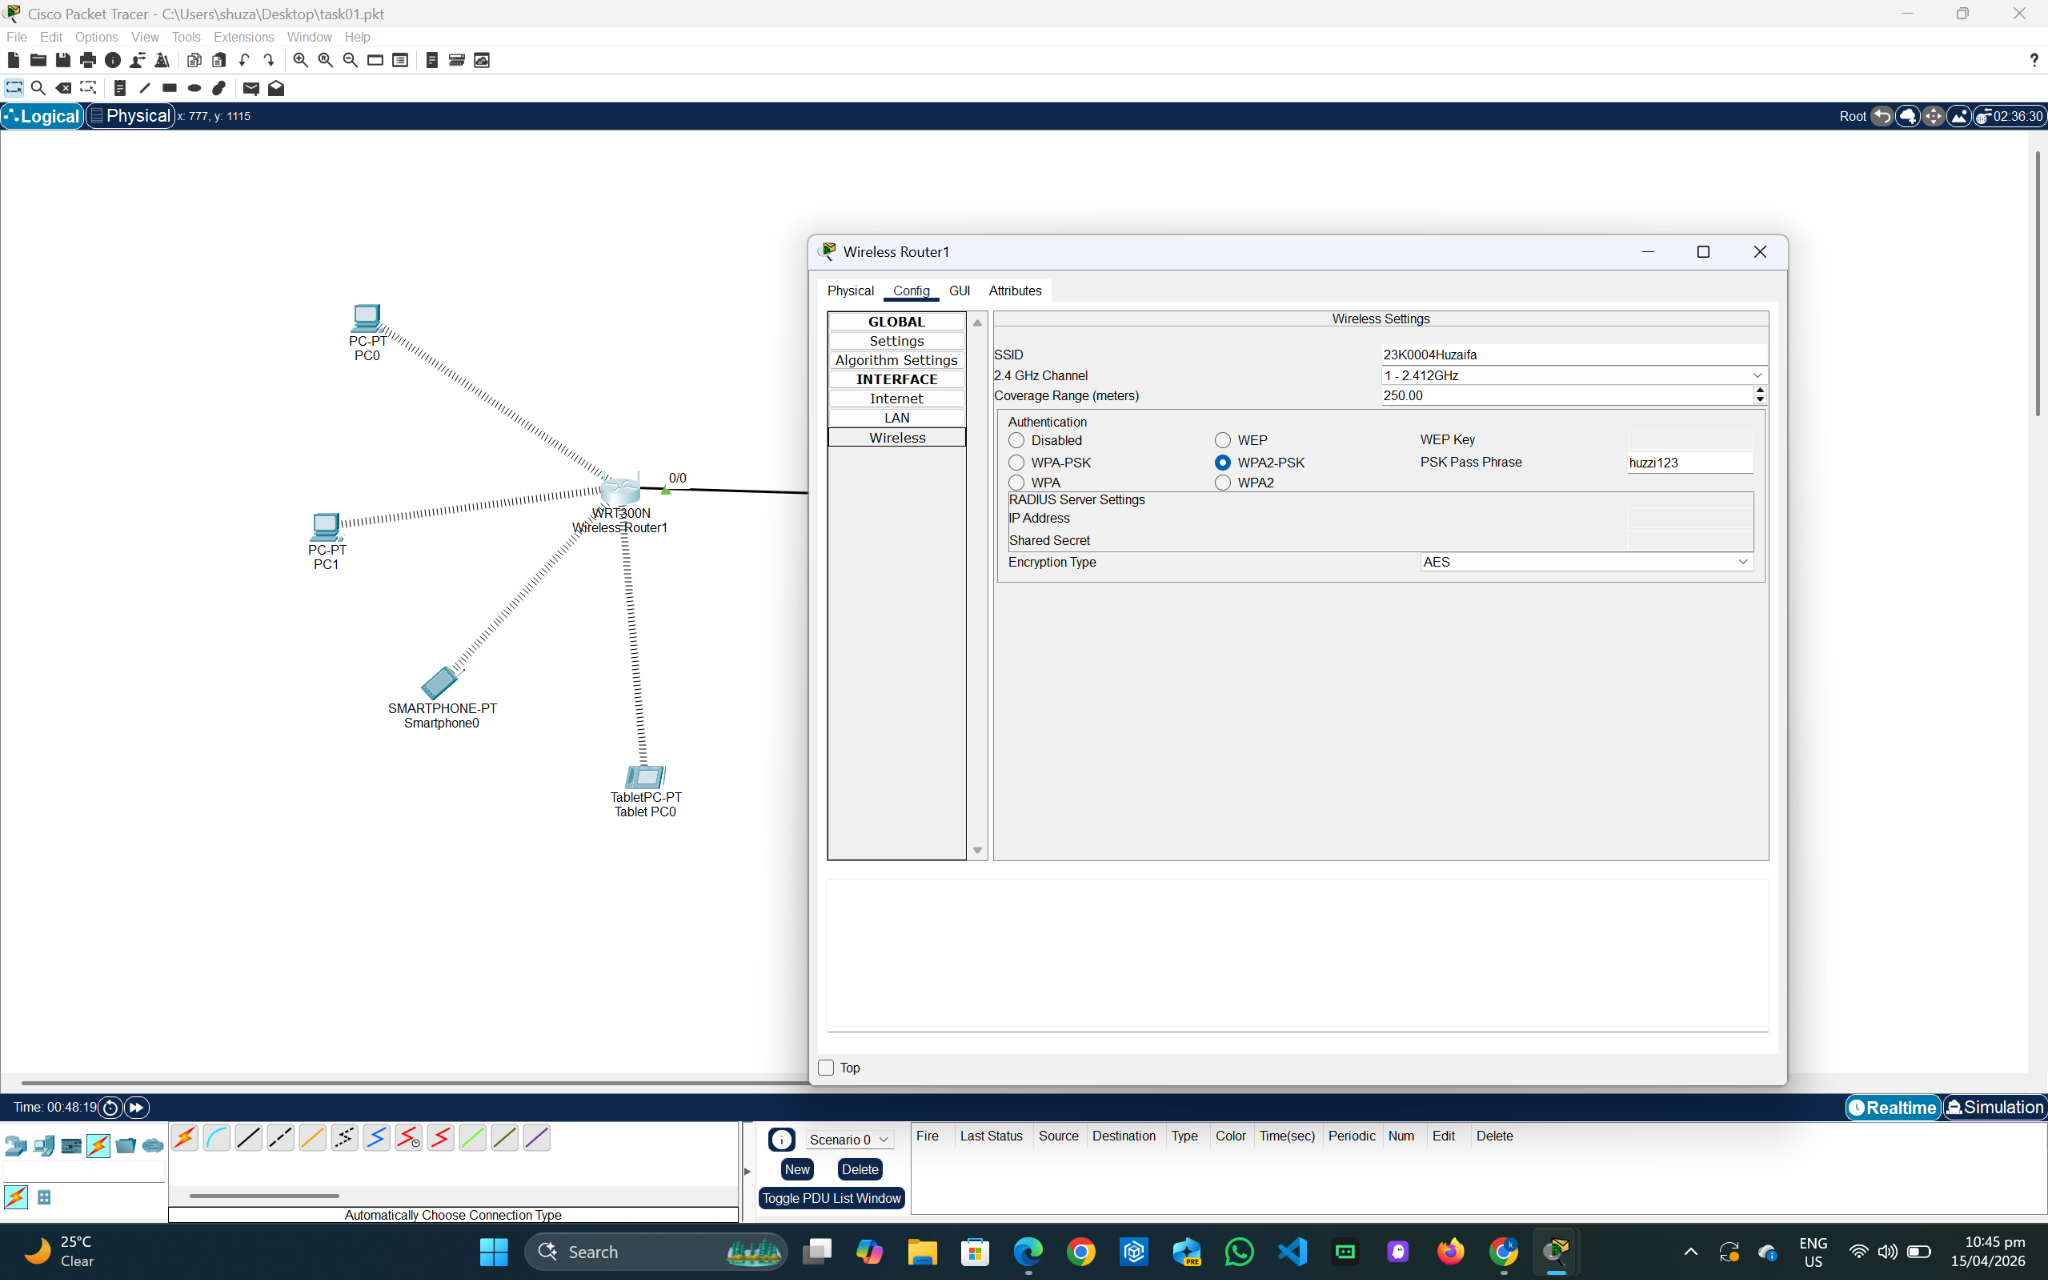 Cisco Packet Tracer - C:\Users\shuza\Desktop\task01.pkt
File Edit Options View Tools Extensions Window Help
?
Logical Physical x: 777, y: 1115 Root 02:36:30
Wireless Router1
Physical Config GUI Attributes
GLOBAL
Settings
Algorithm Settings
INTERFACE
Internet
LAN
Wireless
Wireless Settings
SSID 23K0004Huzaifa
2.4 GHz Channel 1 - 2.412GHz
Coverage Range (meters) 250.00
Authentication
Disabled WEP WEP Key
WPA-PSK WPA2-PSK PSK Pass Phrase huzzi123
WPA WPA2
RADIUS Server Settings
IP Address
Shared Secret
Encryption Type AES
Top
PC-PT
PC0
0/0
WRT300N
Wireless Router1
PC-PT
PC1
SMARTPHONE-PT
Smartphone0
TabletPC-PT
Tablet PC0
Time: 00:48:19 Realtime Simulation
Scenario 0
New Delete
Toggle PDU List Window
Fire Last Status Source Destination Type Color Time(sec) Periodic Num Edit Delete
Automatically Choose Connection Type
25°C
Clear
Search
PRE
ENG
US
10:45 pm
15/04/2026